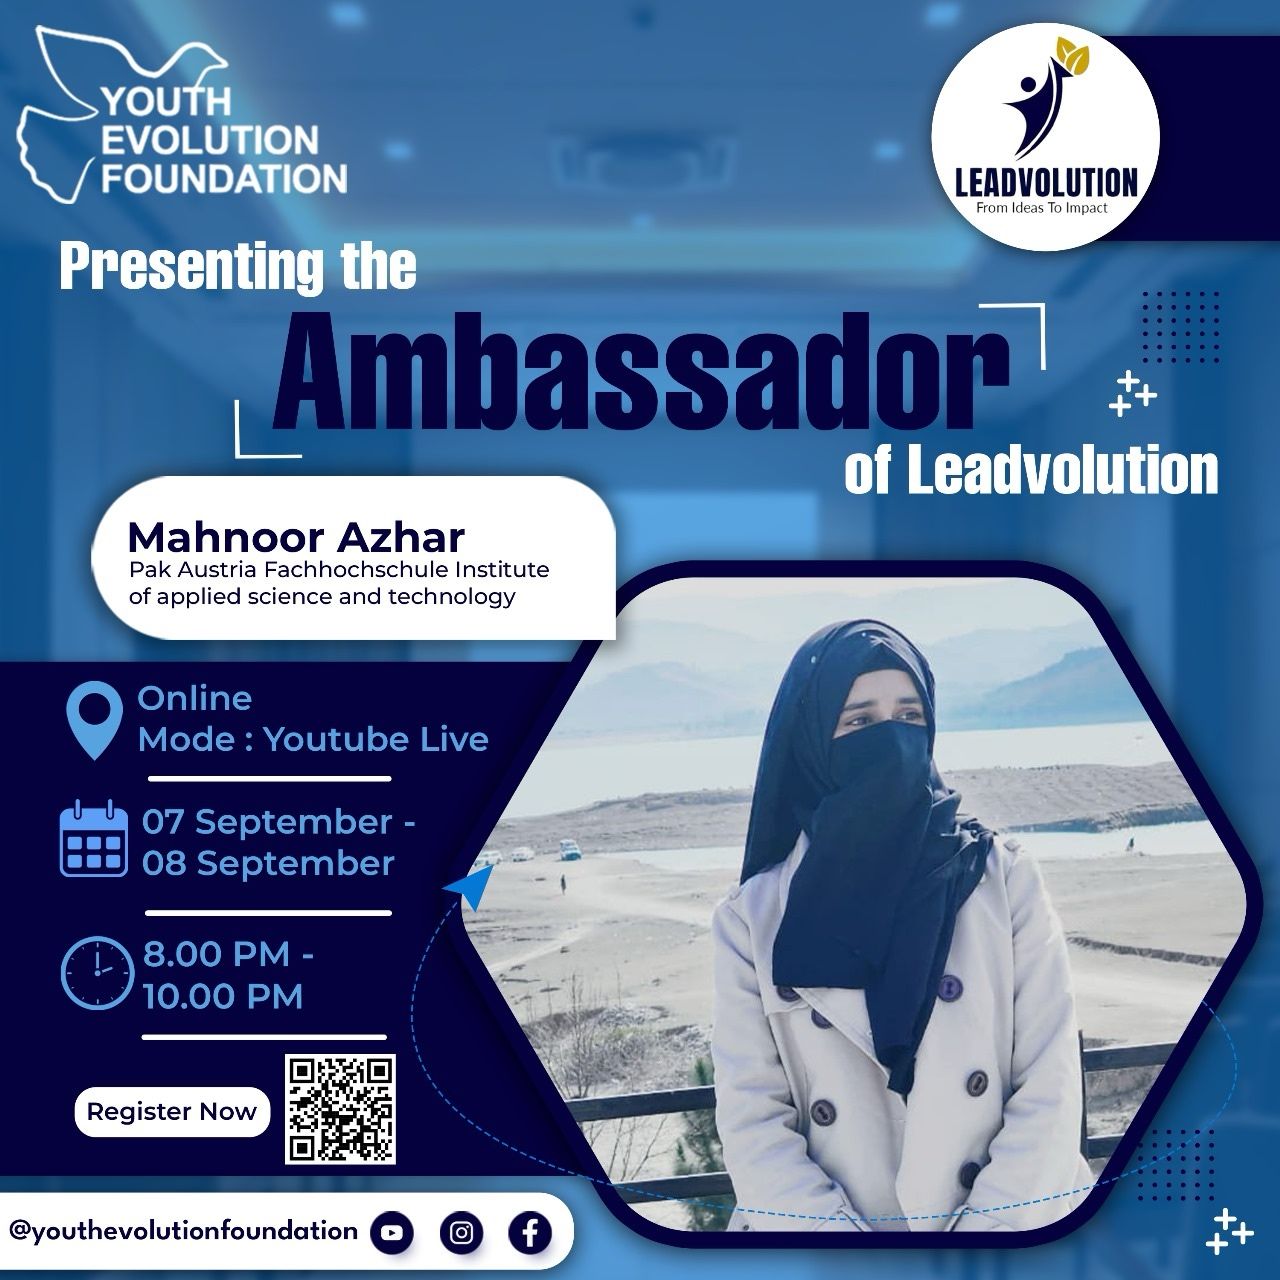 YOUTH
EVOLUTION
FOUNDATION
LEADVOLUTION
From Ideas To Impact
Presenting the
Ambassador
of Leadvolution
Mahnoor Azhar
Pak Austria Fachhochschule Institute
of applied science and technology
Online
Mode : Youtube Live
07 September -
08 September
8.00 PM -
10.00 PM
Register Now
@youthevolutionfoundation